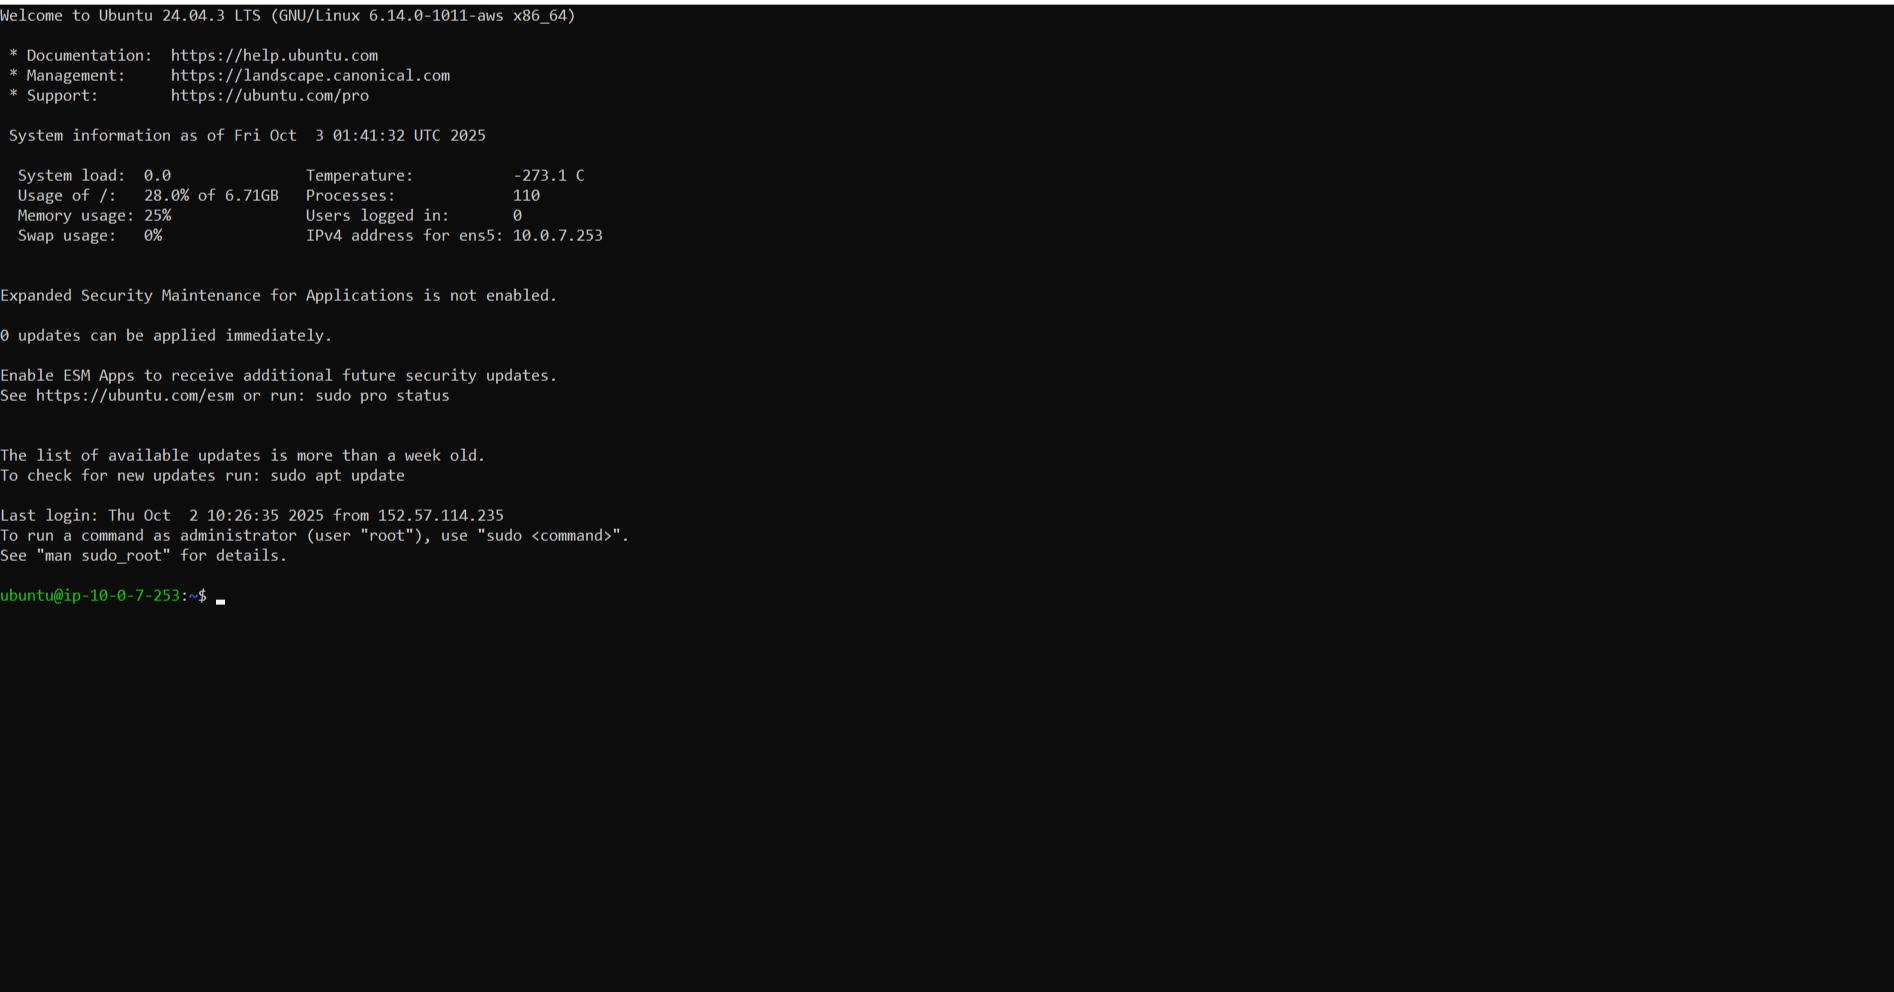 Welcome to Ubuntu 24.04.3 LTS (GNU/Linux 6.14.0-1011-aws x86_64)

 * Documentation:  https://help.ubuntu.com
 * Management:     https://landscape.canonical.com
 * Support:        https://ubuntu.com/pro

 System information as of Fri Oct  3 01:41:32 UTC 2025

  System load:  0.0               Temperature:           -273.1 C
  Usage of /:   28.0% of 6.71GB   Processes:             110
  Memory usage: 25%               Users logged in:       0
  Swap usage:   0%                IPv4 address for ens5: 10.0.7.253


Expanded Security Maintenance for Applications is not enabled.

0 updates can be applied immediately.

Enable ESM Apps to receive additional future security updates.
See https://ubuntu.com/esm or run: sudo pro status


The list of available updates is more than a week old.
To check for new updates run: sudo apt update

Last login: Thu Oct  2 10:26:35 2025 from 152.57.114.235
To run a command as administrator (user "root"), use "sudo <command>".
See "man sudo_root" for details.

ubuntu@ip-10-0-7-253:~$